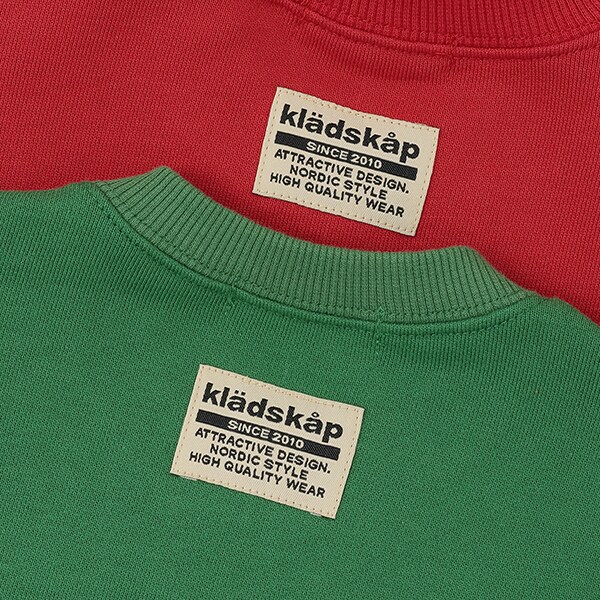 klädskåp
SINCE 2010
ATTRACTIVE DESIGN.
NORDIC STYLE
HIGH QUALITY WEAR
klädskåp
SINCE 2010
ATTRACTIVE DESIGN.
NORDIC STYLE
HIGH QUALITY WEAR